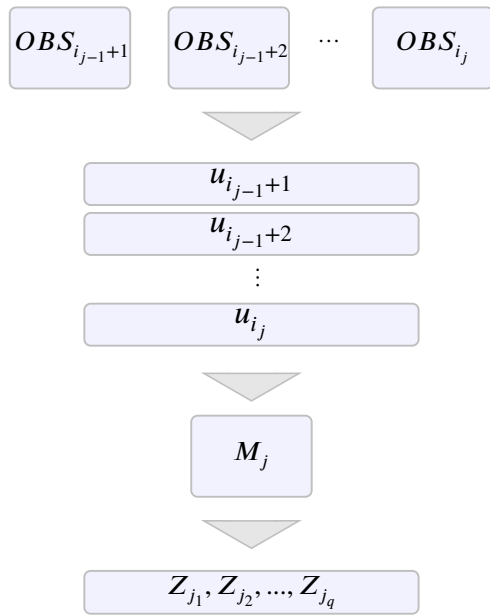 OBS_{i_{j-1}+1} OBS_{i_{j-1}+2} ... OBS_{i_j}
u_{i_{j-1}+1}
u_{i_{j-1}+2}
⋮
u_{i_j}
M_j
Z_{j_1}, Z_{j_2}, ..., Z_{j_q}